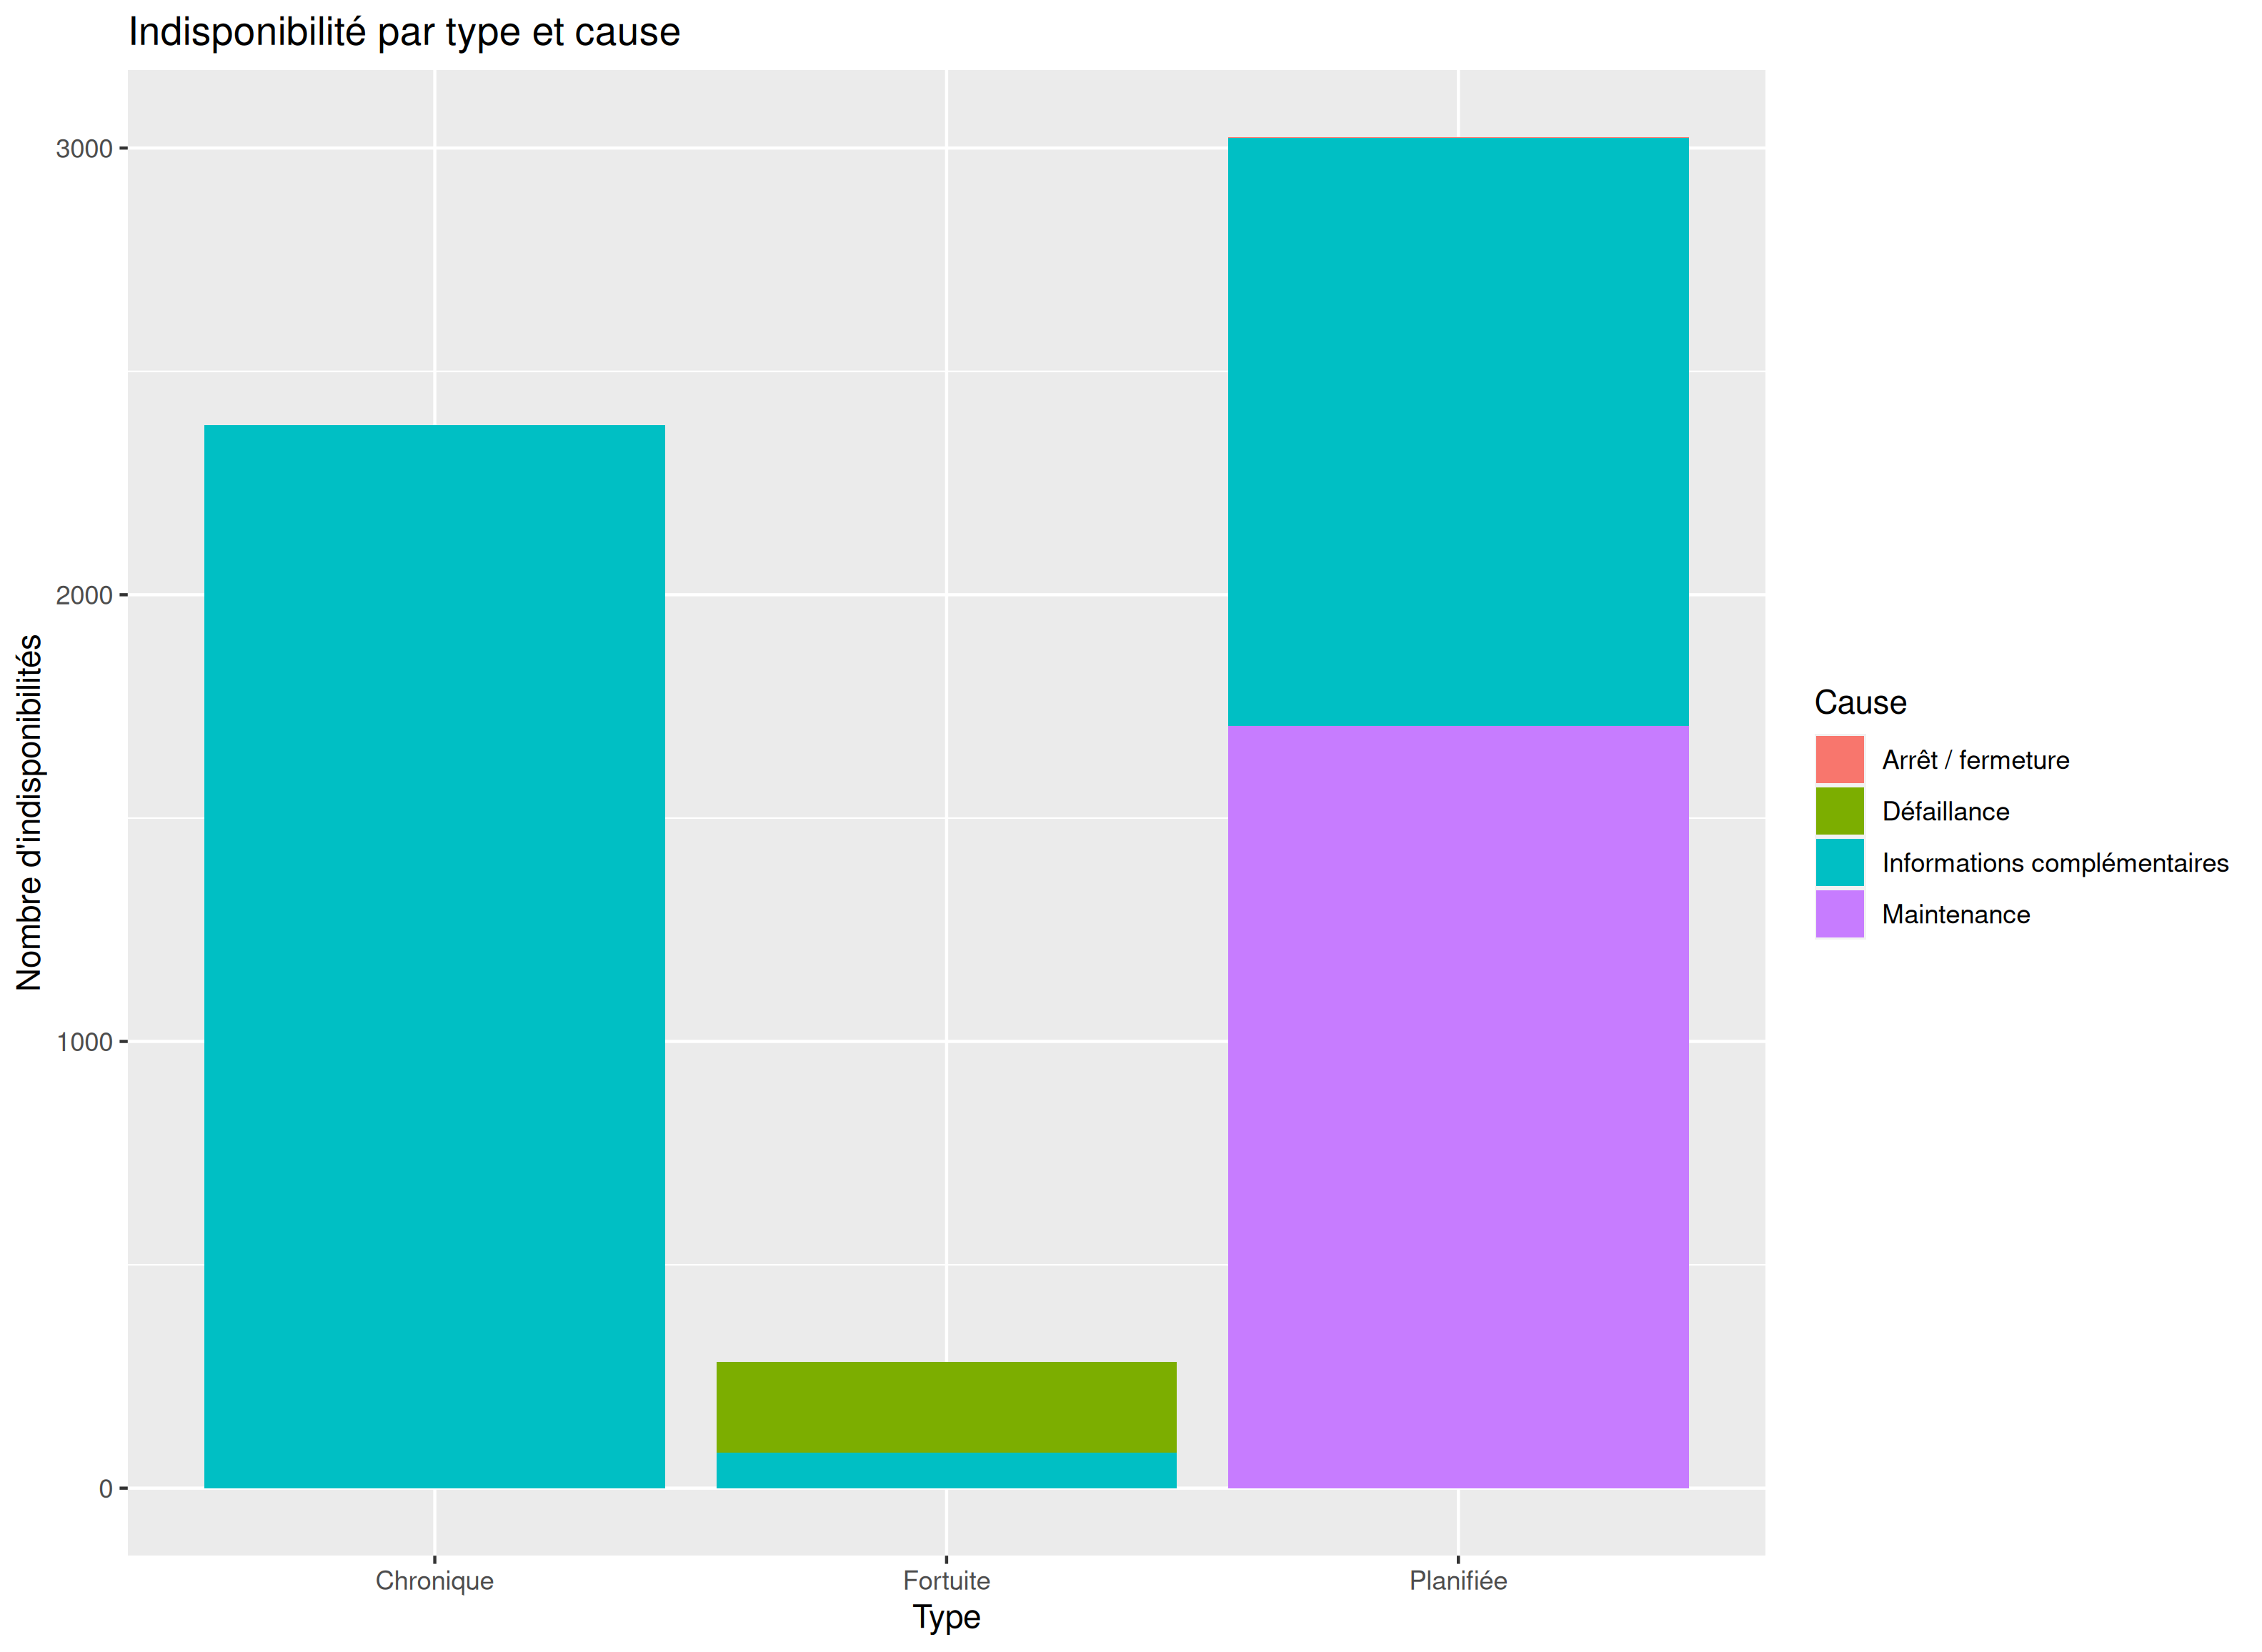 Indisponibilité par type et cause
Nombre d'indisponibilités
3000
2000
1000
0
Chronique
Fortuite
Planifiée
Type
Cause
Arrêt / fermeture
Défaillance
Informations complémentaires
Maintenance